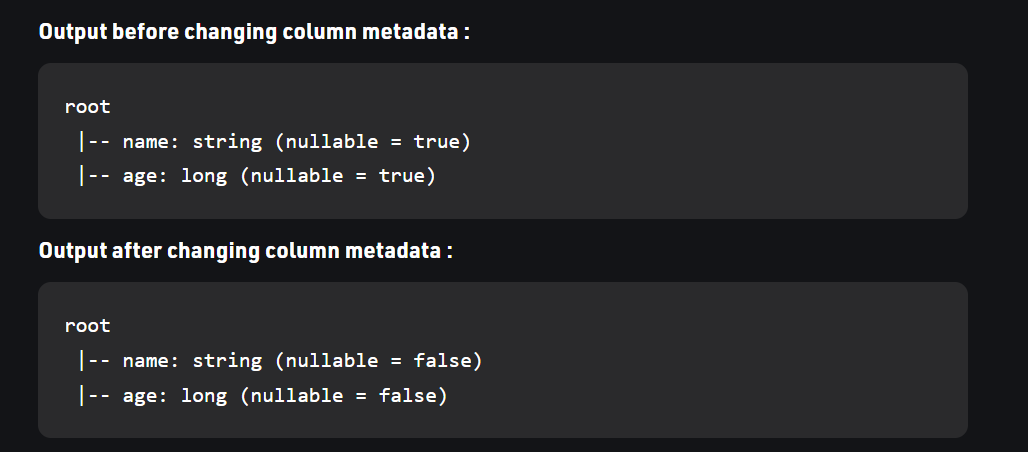 Output before changing column metadata :
root
 |-- name: string (nullable = true)
 |-- age: long (nullable = true)
Output after changing column metadata :
root
 |-- name: string (nullable = false)
 |-- age: long (nullable = false)